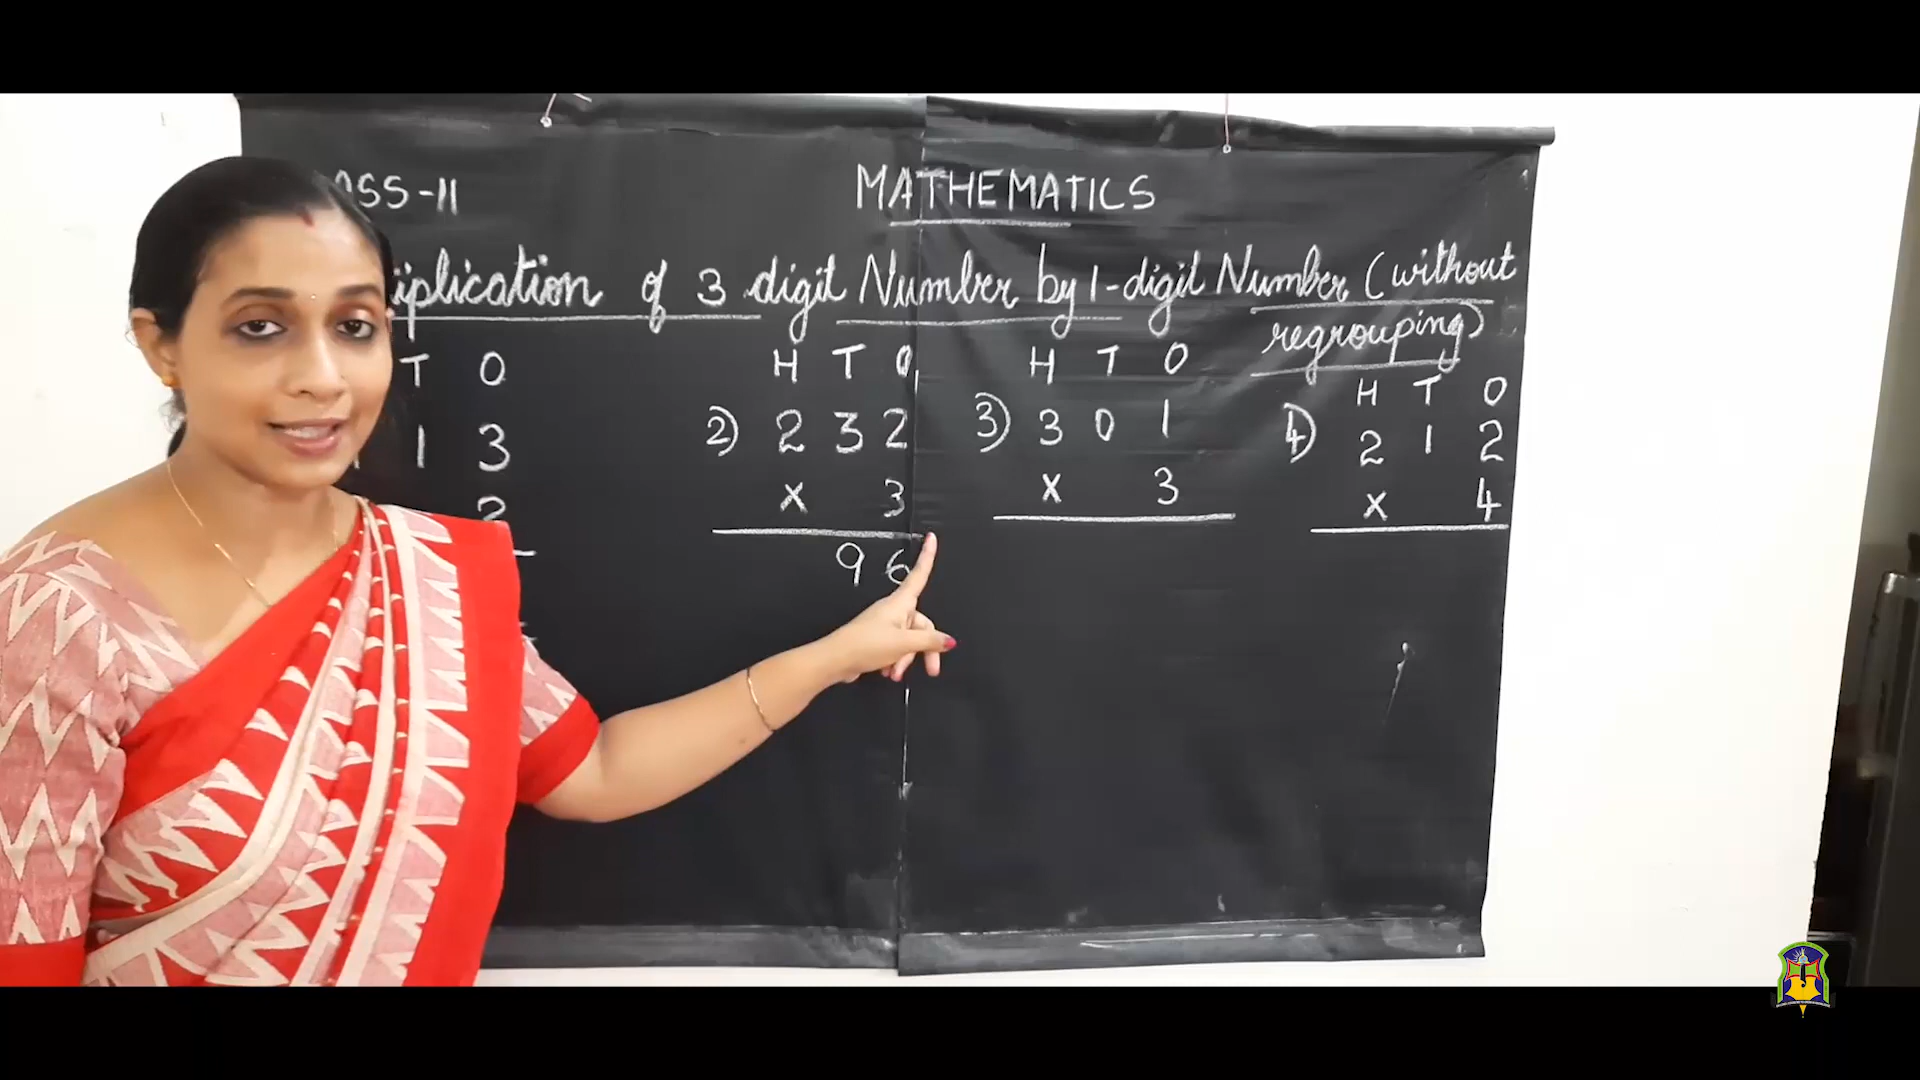 ASS-II
MATHEMATICS
iplication of 3 digit Number by 1-digit Number (without
regrouping)
T O
1 3
2
H T O
2) 2 3 2
X 3
9 6
H T O
3) 3 0 1
X 3
H T O
4) 2 1 2
X 4